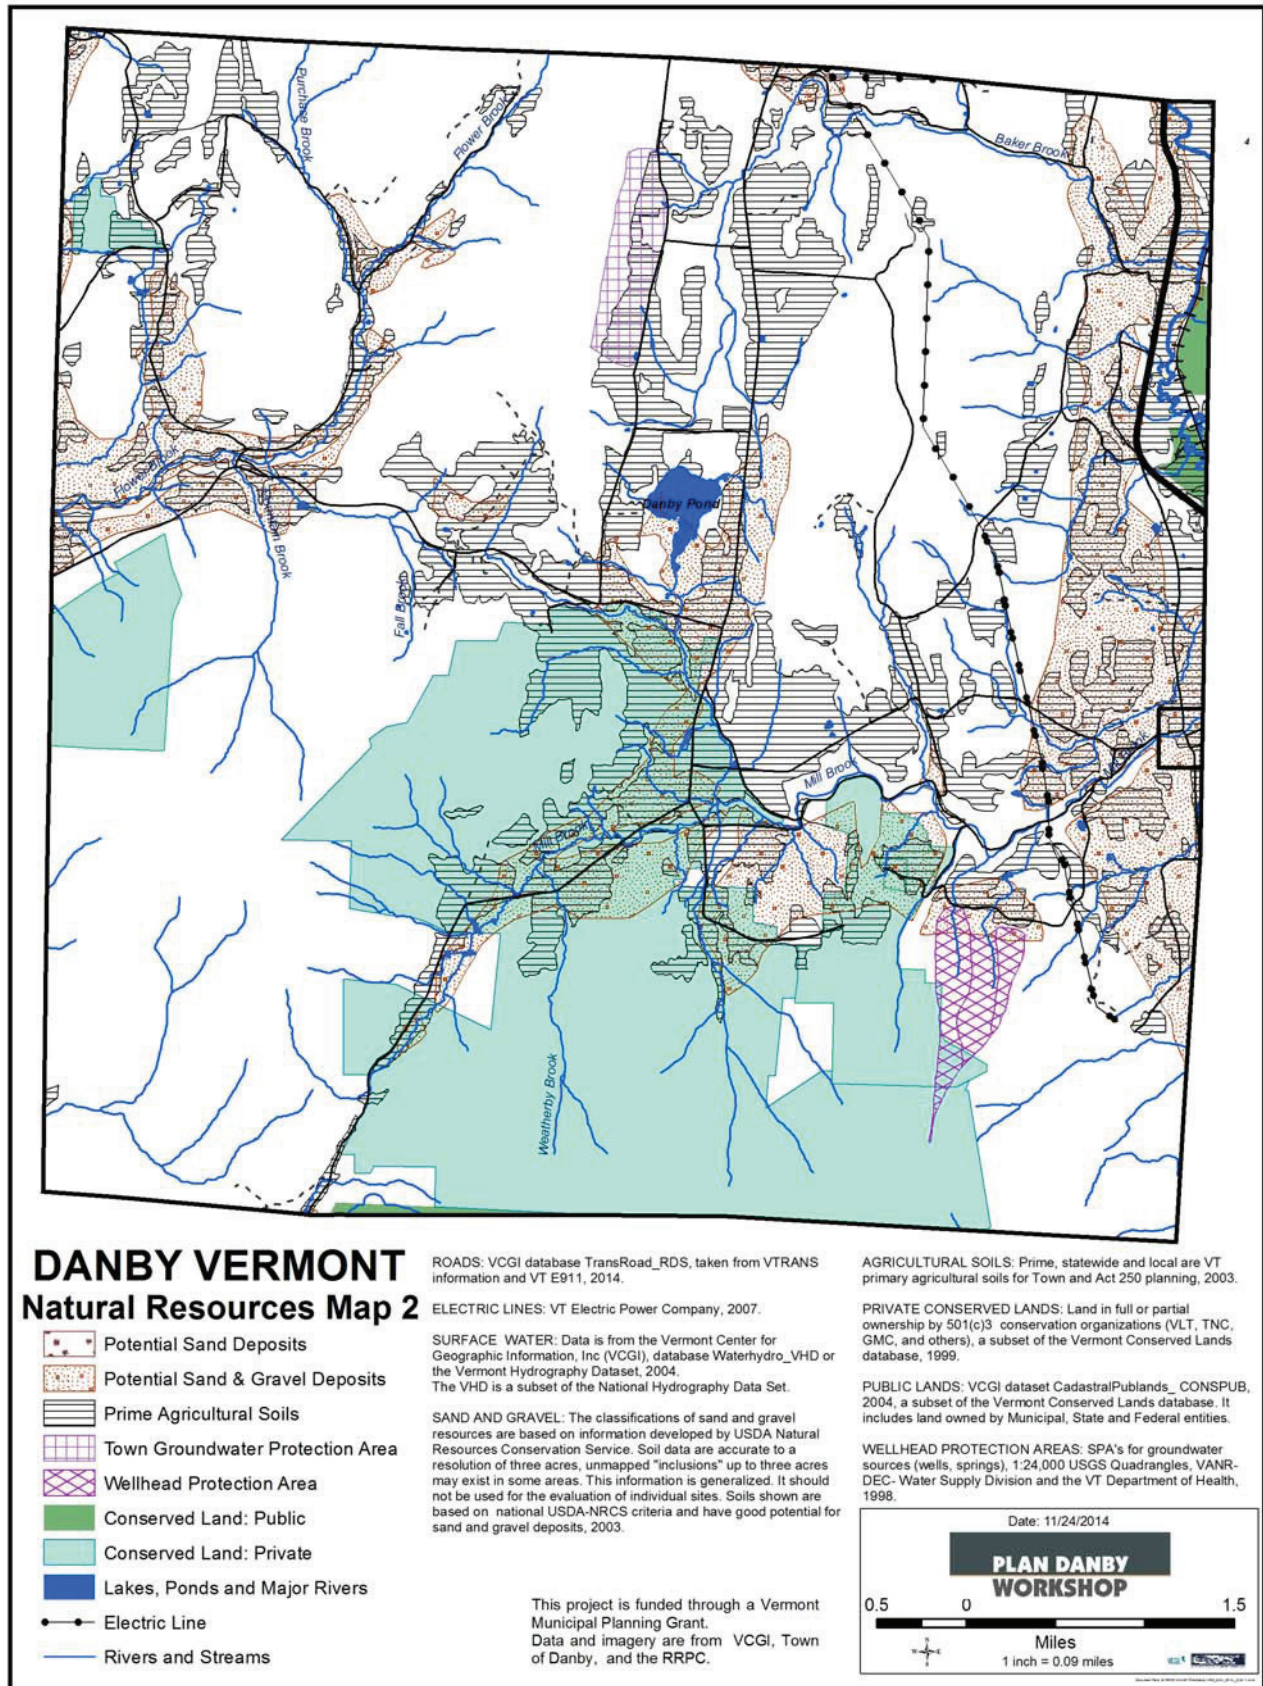 Purchase Brook
Flower Brook
Baker Brook
4
Flower Brook
Brook
Danby Pond
Fall Brook
Mill Brook
Brook
Mill Brook
Weatherby Brook
DANBY VERMONT
Natural Resources Map 2
Potential Sand Deposits
Potential Sand & Gravel Deposits
Prime Agricultural Soils
Town Groundwater Protection Area
Wellhead Protection Area
Conserved Land: Public
Conserved Land: Private
Lakes, Ponds and Major Rivers
Electric Line
Rivers and Streams
ROADS: VCGI database TransRoad_RDS, taken from VTRANS
information and VT E911, 2014.
ELECTRIC LINES: VT Electric Power Company, 2007.
SURFACE WATER: Data is from the Vermont Center for
Geographic Information, Inc (VCGI), database Waterhydro_VHD or
the Vermont Hydrography Dataset, 2004.
The VHD is a subset of the National Hydrography Data Set.
SAND AND GRAVEL: The classifications of sand and gravel
resources are based on information developed by USDA Natural
Resources Conservation Service. Soil data are accurate to a
resolution of three acres, unmapped "inclusions" up to three acres
may exist in some areas. This information is generalized. It should
not be used for the evaluation of individual sites. Soils shown are
based on national USDA-NRCS criteria and have good potential for
sand and gravel deposits, 2003.
This project is funded through a Vermont
Municipal Planning Grant.
Data and imagery are from VCGI, Town
of Danby, and the RRPC.
AGRICULTURAL SOILS: Prime, statewide and local are VT
primary agricultural soils for Town and Act 250 planning, 2003.
PRIVATE CONSERVED LANDS: Land in full or partial
ownership by 501(c)3 conservation organizations (VLT, TNC,
GMC, and others), a subset of the Vermont Conserved Lands
database, 1999.
PUBLIC LANDS: VCGI dataset CadastralPublands_ CONSPUB,
2004, a subset of the Vermont Conserved Lands database. It
includes land owned by Municipal, State and Federal entities.
WELLHEAD PROTECTION AREAS: SPA's for groundwater
sources (wells, springs), 1:24,000 USGS Quadrangles, VANR-
DEC- Water Supply Division and the VT Department of Health,
1998.
Date: 11/24/2014
PLAN DANBY
WORKSHOP
0.5 0 1.5
Miles
1 inch = 0.09 miles